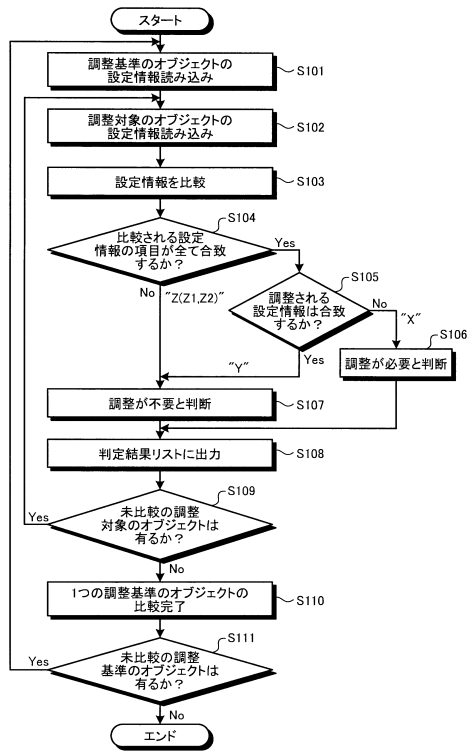 スタート
調整基準のオブジェクトの
設定情報読み込み
S101
調整対象のオブジェクトの
設定情報読み込み
S102
設定情報を比較
S103
S104
比較される設定
情報の項目が全て合致
するか？
Yes
No
"Z(Z1,Z2)"
S105
調整される
設定情報は合致
するか？
No
"X"
Yes
"Y"
S106
調整が必要と判断
調整が不要と判断
S107
判定結果リストに出力
S108
S109
未比較の調整
対象のオブジェクトは
有るか？
Yes
No
1つの調整基準のオブジェクトの
比較完了
S110
S111
未比較の調整
基準のオブジェクトは
有るか？
Yes
No
エンド